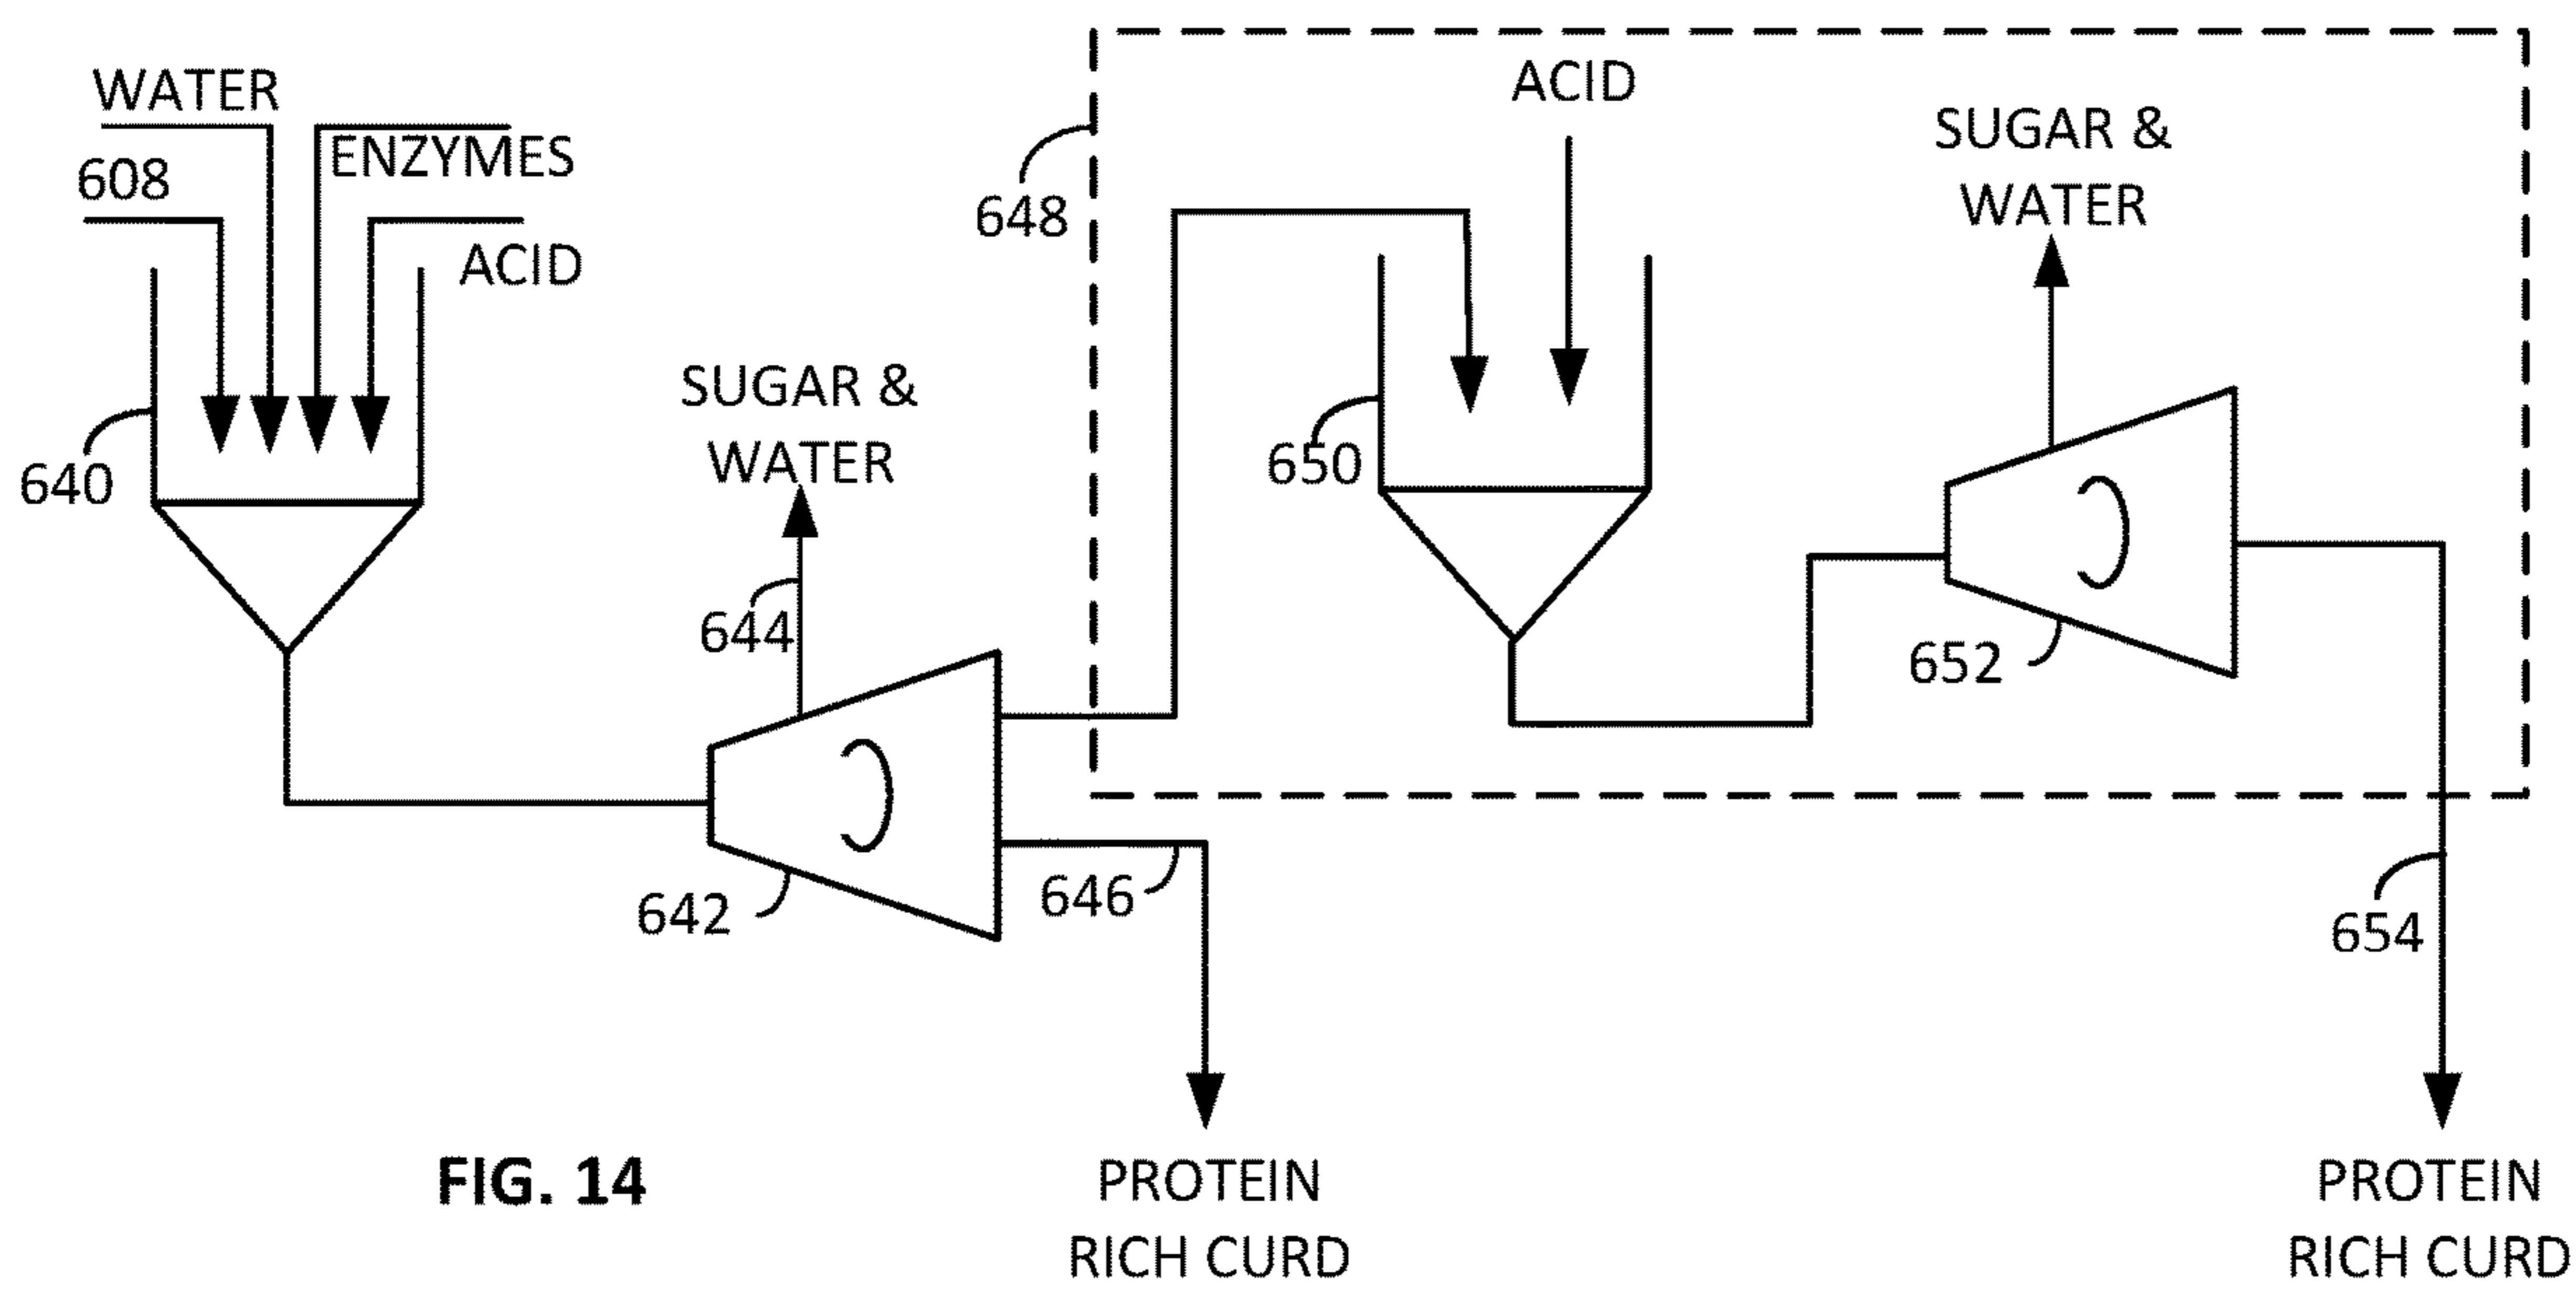 WATER
ENZYMES
608
ACID
640
SUGAR &
WATER
644
642
646
PROTEIN
RICH CURD
648
ACID
650
SUGAR &
WATER
652
654
PROTEIN
RICH CURD
FIG. 14